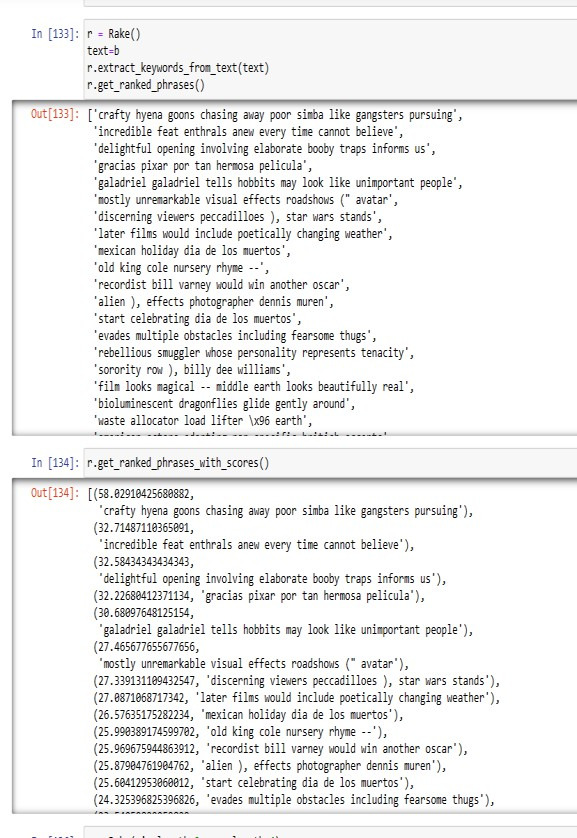 In [133]: r = Rake()
text=b
r.extract_keywords_from_text(text)
r.get_ranked_phrases()
Out[133]: ['crafty hyena goons chasing away poor simba like gangsters pursuing',
'incredible feat enthrals anew every time cannot believe',
'delightful opening involving elaborate booby traps informs us',
'gracias pixar por tan hermosa pelicula',
'galadriel galadriel tells hobbits may look like unimportant people',
'mostly unremarkable visual effects roadshows (" avatar',
'discerning viewers peccadilloes ), star wars stands',
'later films would include poetically changing weather',
'mexican holiday dia de los muertos',
'old king cole nursery rhyme --',
'recordist bill varney would win another oscar',
'alien ), effects photographer dennis muren',
'start celebrating dia de los muertos',
'evades multiple obstacles including fearsome thugs',
'rebellious smuggler whose personality represents tenacity',
'sorority row ), billy dee williams',
'film looks magical -- middle earth looks beautifully real',
'bioluminescent dragonflies glide gently around',
'waste allocator load lifter \x96 earth',
In [134]: r.get_ranked_phrases_with_scores()
Out[134]: [(58.02910425680882,
'crafty hyena goons chasing away poor simba like gangsters pursuing'),
(32.71487110365091,
'incredible feat enthrals anew every time cannot believe'),
(32.58434343434343,
'delightful opening involving elaborate booby traps informs us'),
(32.22680412371134, 'gracias pixar por tan hermosa pelicula'),
(30.68097648125154,
'galadriel galadriel tells hobbits may look like unimportant people'),
(27.465677655677656,
'mostly unremarkable visual effects roadshows (" avatar'),
(27.339131109432547, 'discerning viewers peccadilloes ), star wars stands'),
(27.0871068717342, 'later films would include poetically changing weather'),
(26.57635175282234, 'mexican holiday dia de los muertos'),
(25.990389174599702, 'old king cole nursery rhyme --'),
(25.969675944863912, 'recordist bill varney would win another oscar'),
(25.87904761904762, 'alien ), effects photographer dennis muren'),
(25.60412953060012, 'start celebrating dia de los muertos'),
(24.325396825396826, 'evades multiple obstacles including fearsome thugs'),